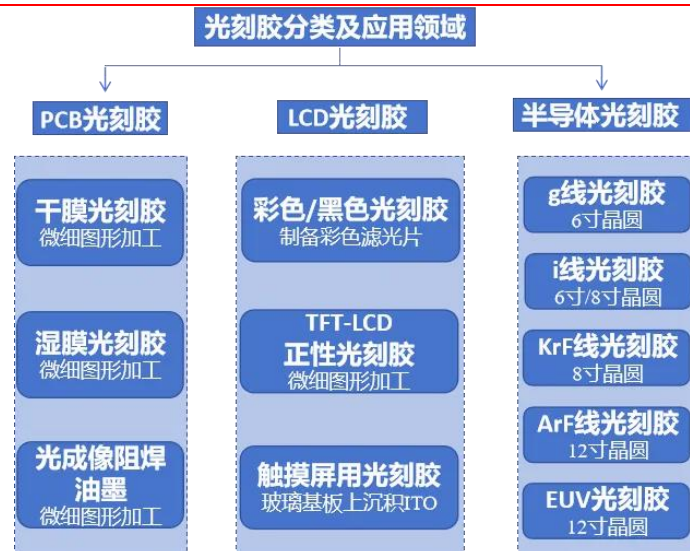 光刻胶分类及应用领域
PCB光刻胶
LCD光刻胶
半导体光刻胶
干膜光刻胶
微细图形加工
湿膜光刻胶
微细图形加工
光成像阻焊
油墨
微细图形加工
彩色/黑色光刻胶
制备彩色滤光片
TFT-LCD
正性光刻胶
微细图形加工
触摸屏用光刻胶
玻璃基板上沉积ITO
g线光刻胶
6寸晶圆
i线光刻胶
6寸/8寸晶圆
KrF线光刻胶
8寸晶圆
ArF线光刻胶
12寸晶圆
EUV光刻胶
12寸晶圆